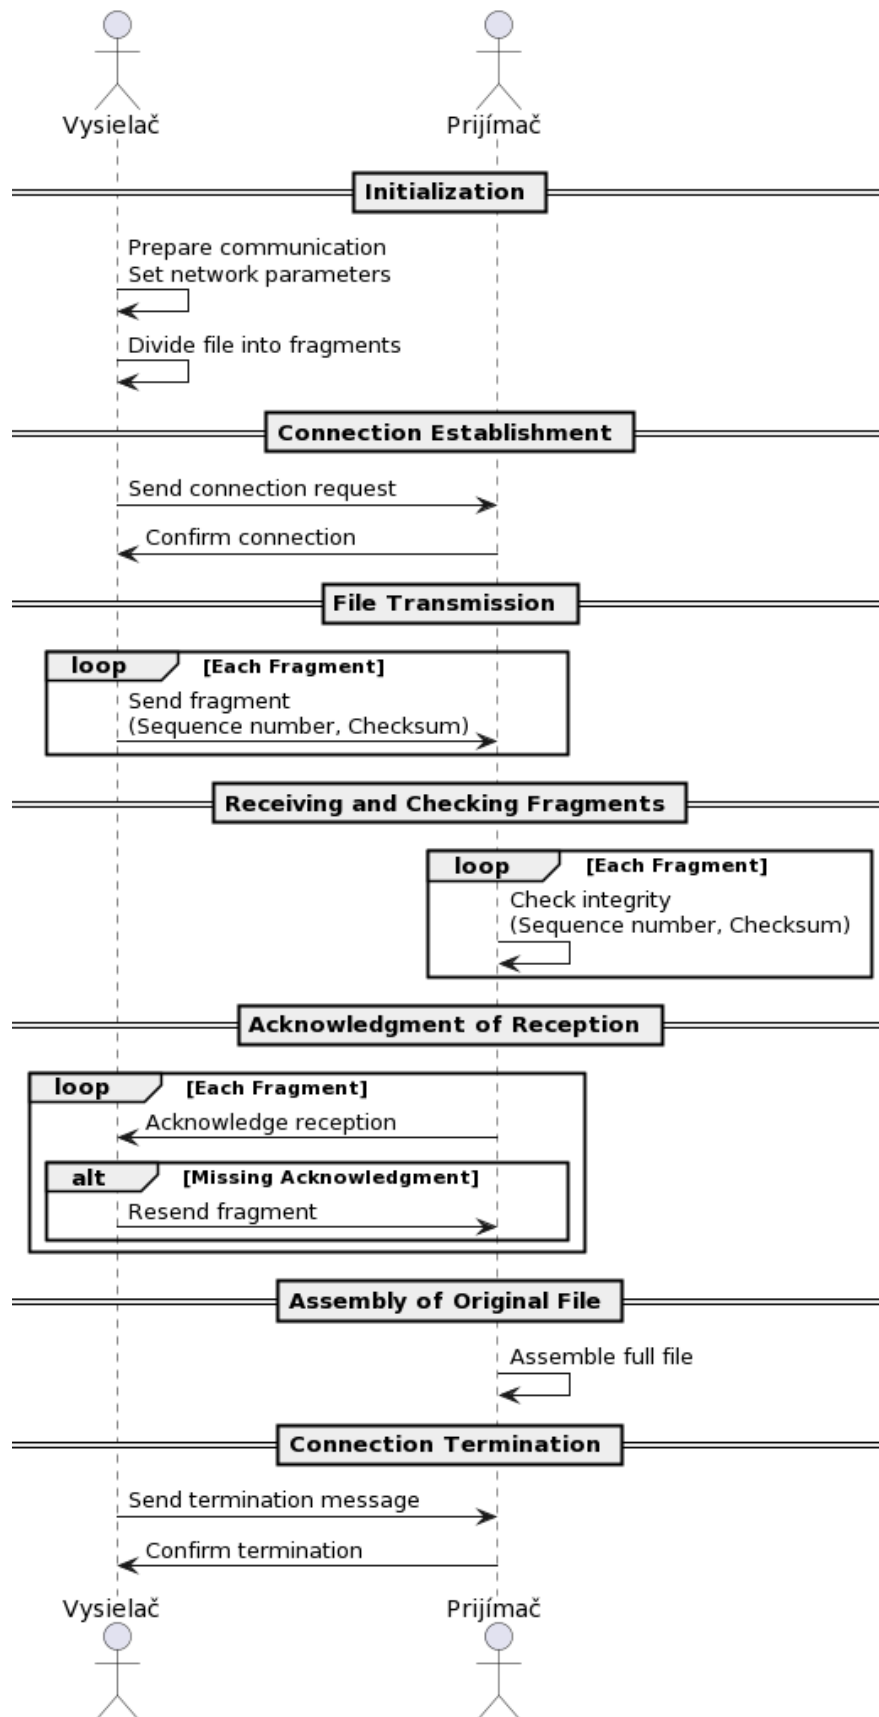 Vysielač
Prijímač
Initialization
Prepare communication
Set network parameters
Divide file into fragments
Connection Establishment
Send connection request
Confirm connection
File Transmission
loop [Each Fragment]
Send fragment
(Sequence number, Checksum)
Receiving and Checking Fragments
loop [Each Fragment]
Check integrity
(Sequence number, Checksum)
Acknowledgment of Reception
loop [Each Fragment]
Acknowledge reception
alt [Missing Acknowledgment]
Resend fragment
Assembly of Original File
Assemble full file
Connection Termination
Send termination message
Confirm termination
Vysielač
Prijímač